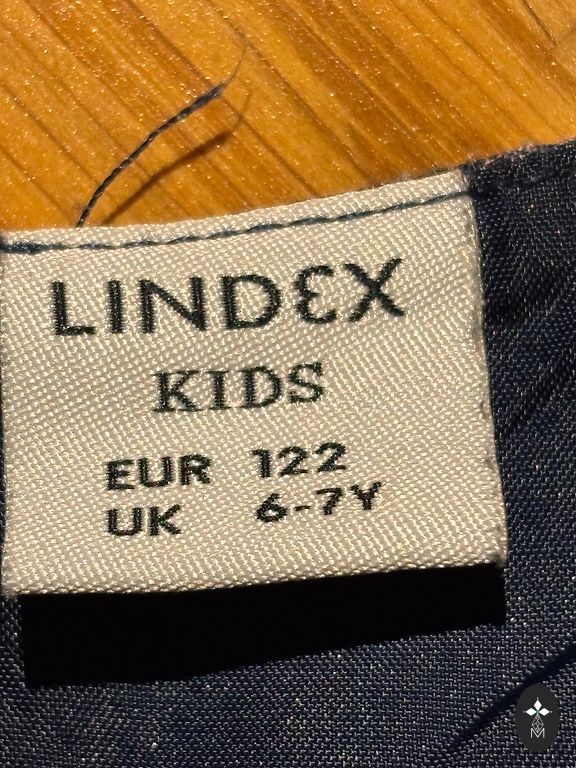 LINDEX
KIDS
EUR 122
UK 6-7Y
M